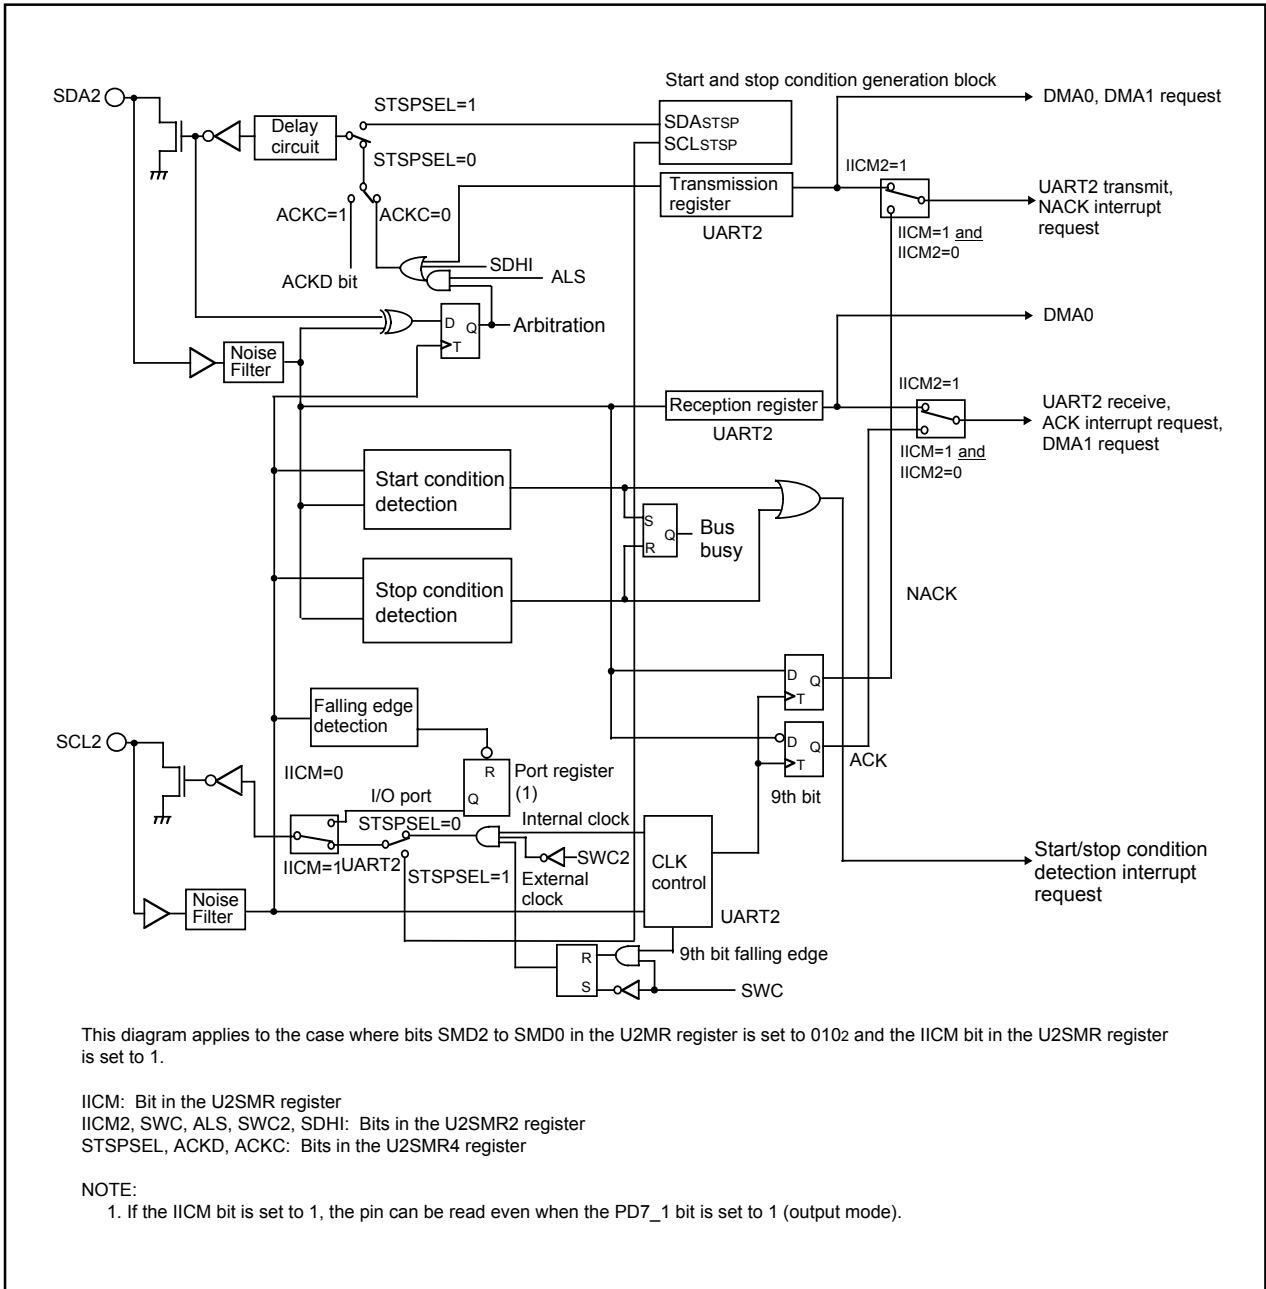 Start and stop condition generation block
SDA2
STSPSEL=1
DMA0, DMA1 request
Delay
circuit
SDASTSP
SCLSTSP
STSPSEL=0
IICM2=1
Transmission
register
UART2
UART2 transmit,
NACK interrupt
request
ACKC=1
ACKC=0
IICM=1 and
IICM2=0
SDHI
ALS
ACKD bit
D
Q
T
Arbitration
DMA0
Noise
Filter
IICM2=1
Reception register
UART2
UART2 receive,
ACK interrupt request,
DMA1 request
IICM=1 and
IICM2=0
Start condition
detection
S
Q
R
Bus
busy
Stop condition
detection
NACK
D
Q
T
Falling edge
detection
SCL2
D
Q
T
ACK
9th bit
IICM=0
R
Q
Port register
(1)
I/O port
STSPSEL=0
Internal clock
IICM=1
UART2
SWC2
STSPSEL=1
External
clock
CLK
control
UART2
Start/stop condition
detection interrupt
request
Noise
Filter
R
S
9th bit falling edge
SWC
This diagram applies to the case where bits SMD2 to SMD0 in the U2MR register is set to 0102 and the IICM bit in the U2SMR register
is set to 1.
IICM: Bit in the U2SMR register
IICM2, SWC, ALS, SWC2, SDHI: Bits in the U2SMR2 register
STSPSEL, ACKD, ACKC: Bits in the U2SMR4 register
NOTE:
1. If the IICM bit is set to 1, the pin can be read even when the PD7_1 bit is set to 1 (output mode).